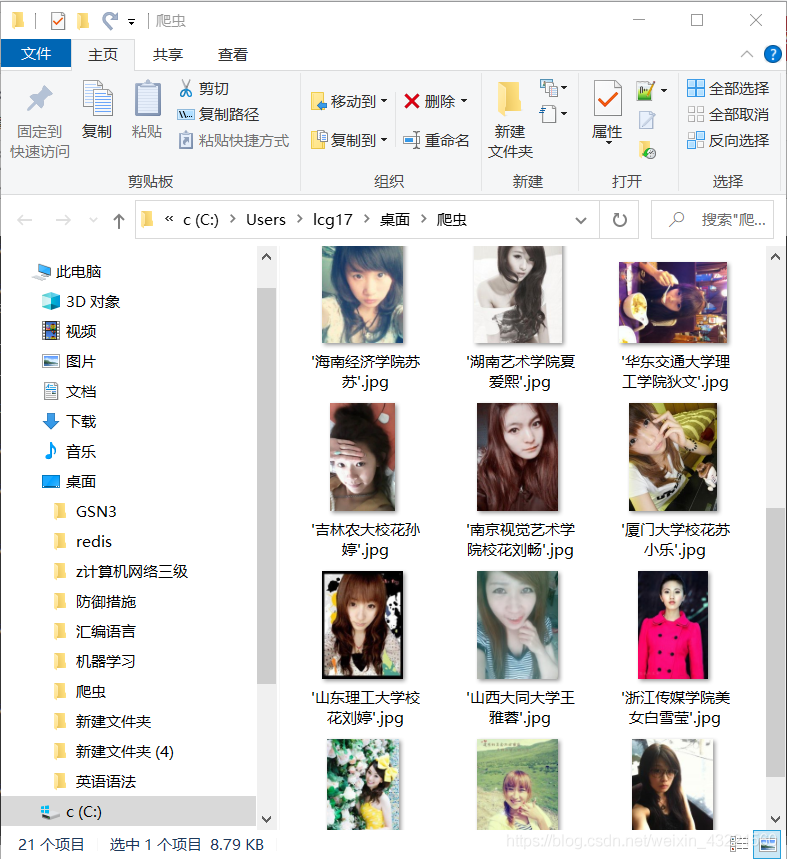 爬虫
文件 主页 共享 查看
剪切
移动到 删除 全部选择
复制路径 全部取消
固定到 复制 粘贴 粘贴快捷方式 复制到 重命名 新建 属性 反向选择
快速访问 文件夹
剪贴板 组织 新建 打开 选择
« c (C:) > Users > lcg17 > 桌面 > 爬虫 搜索"爬...
此电脑
3D 对象
视频
图片
文档
下载
音乐
桌面
GSN3
redis
z计算机网络三级
防御措施
汇编语言
机器学习
爬虫
新建文件夹
新建文件夹 (4)
英语语法
c (C:)
'海南经济学院苏
苏'.jpg
'湖南艺术学院夏
爱熙'.jpg
'华东交通大学理
工学院狄文'.jpg
'吉林农大校花孙
婷'.jpg
'南京视觉艺术学
院校花刘畅'.jpg
'厦门大学校花苏
小乐'.jpg
'山东理工大学校
花刘婷'.jpg
'山西大同大学王
雅蓉'.jpg
'浙江传媒学院美
女白雪莹'.jpg
21 个项目 选中 1 个项目 8.79 KB